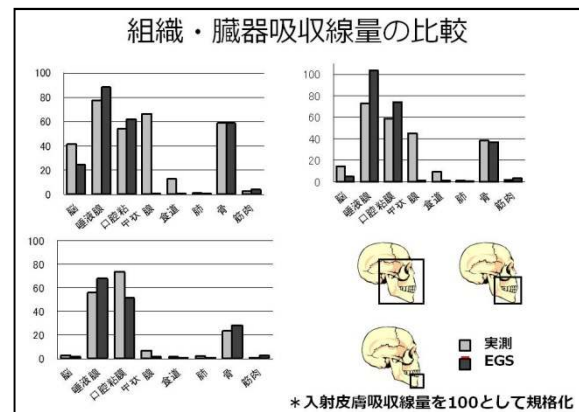 組織・臓器吸収線量の比較
100
80
60
40
20
0
脳
唾液腺
口腔粘
甲状 腺
食道
肺
骨
筋肉
100
80
60
40
20
0
脳
唾液腺
口腔粘膜
甲状 腺
食道
肺
骨
筋肉
100
80
60
40
20
0
脳
唾液腺
口腔粘膜
甲状 腺
食道
肺
骨
筋肉
実測
EGS
＊入射皮膚吸収線量を100として規格化